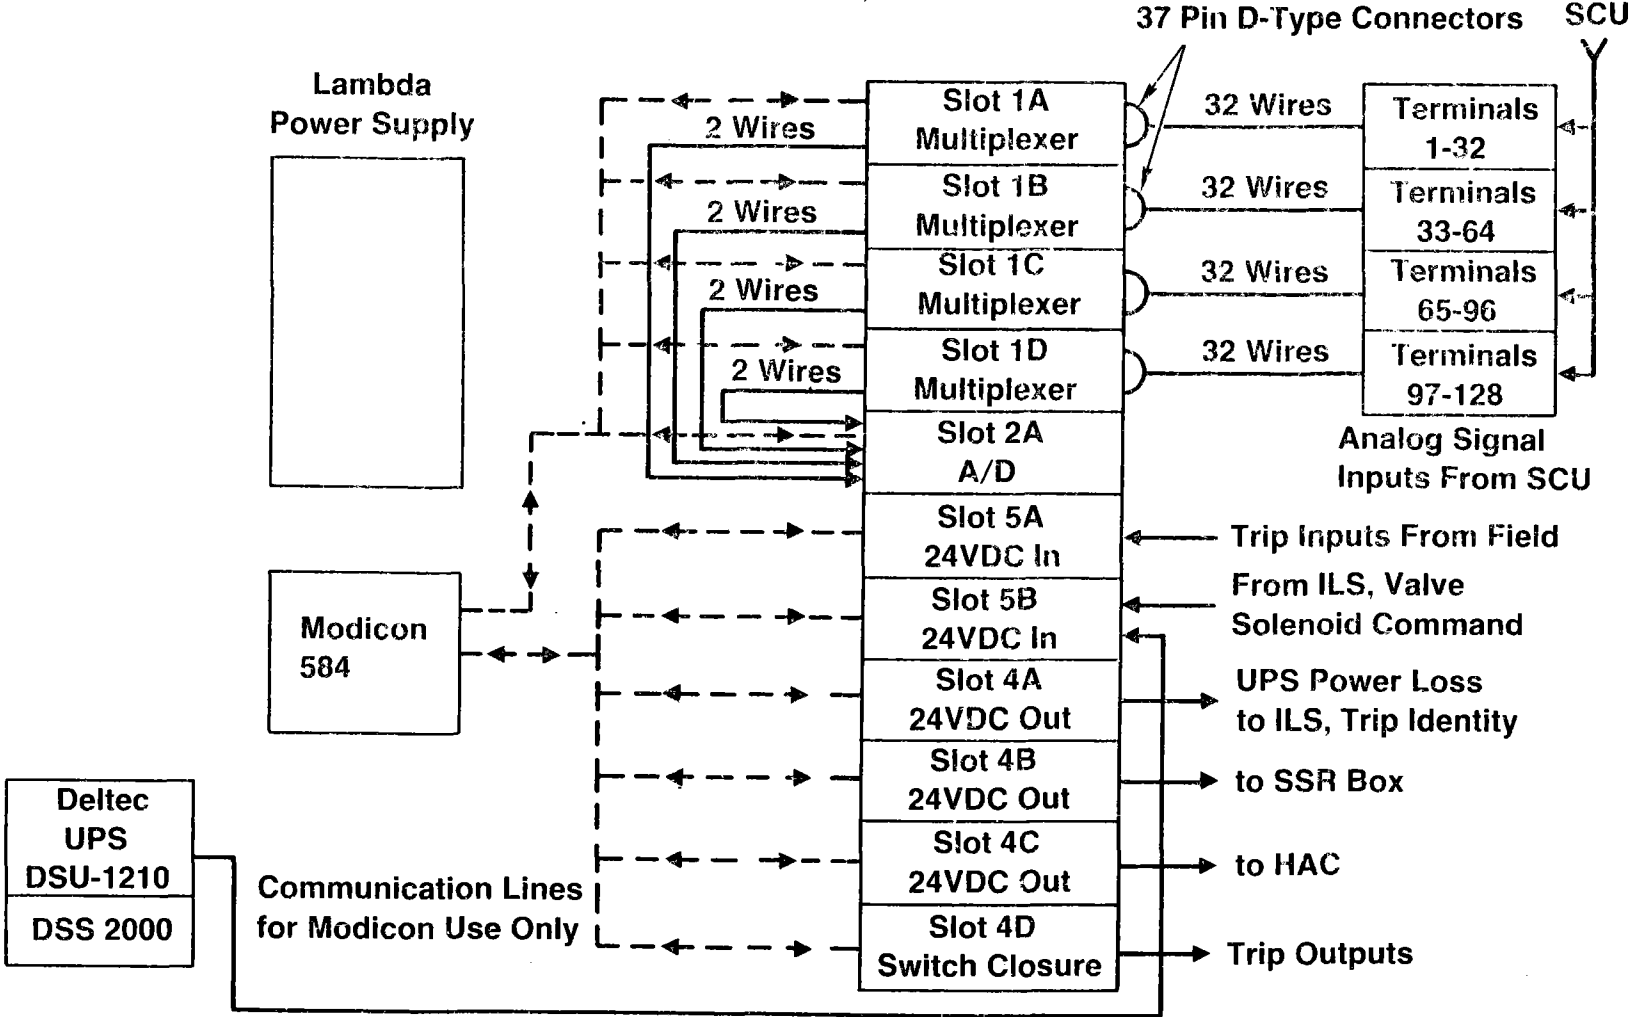 37 Pin D-Type Connectors
SCU
Lambda
Power Supply
Slot 1A
Multiplexer
2 Wires
32 Wires
Terminals
1-32
Slot 1B
Multiplexer
2 Wires
32 Wires
Terminals
33-64
Slot 1C
Multiplexer
2 Wires
32 Wires
Terminals
65-96
Slot 1D
Multiplexer
2 Wires
32 Wires
Terminals
97-128
Slot 2A
A/D
Analog Signal
Inputs From SCU
Slot 5A
24VDC In
Trip Inputs From Field
Slot 5B
24VDC In
From ILS, Valve
Solenoid Command
Modicon
584
Slot 4A
24VDC Out
UPS Power Loss
to ILS, Trip Identity
Slot 4B
24VDC Out
to SSR Box
Deltec
UPS
DSU-1210
DSS 2000
Slot 4C
24VDC Out
to HAC
Communication Lines
for Modicon Use Only
Slot 4D
Switch Closure
Trip Outputs